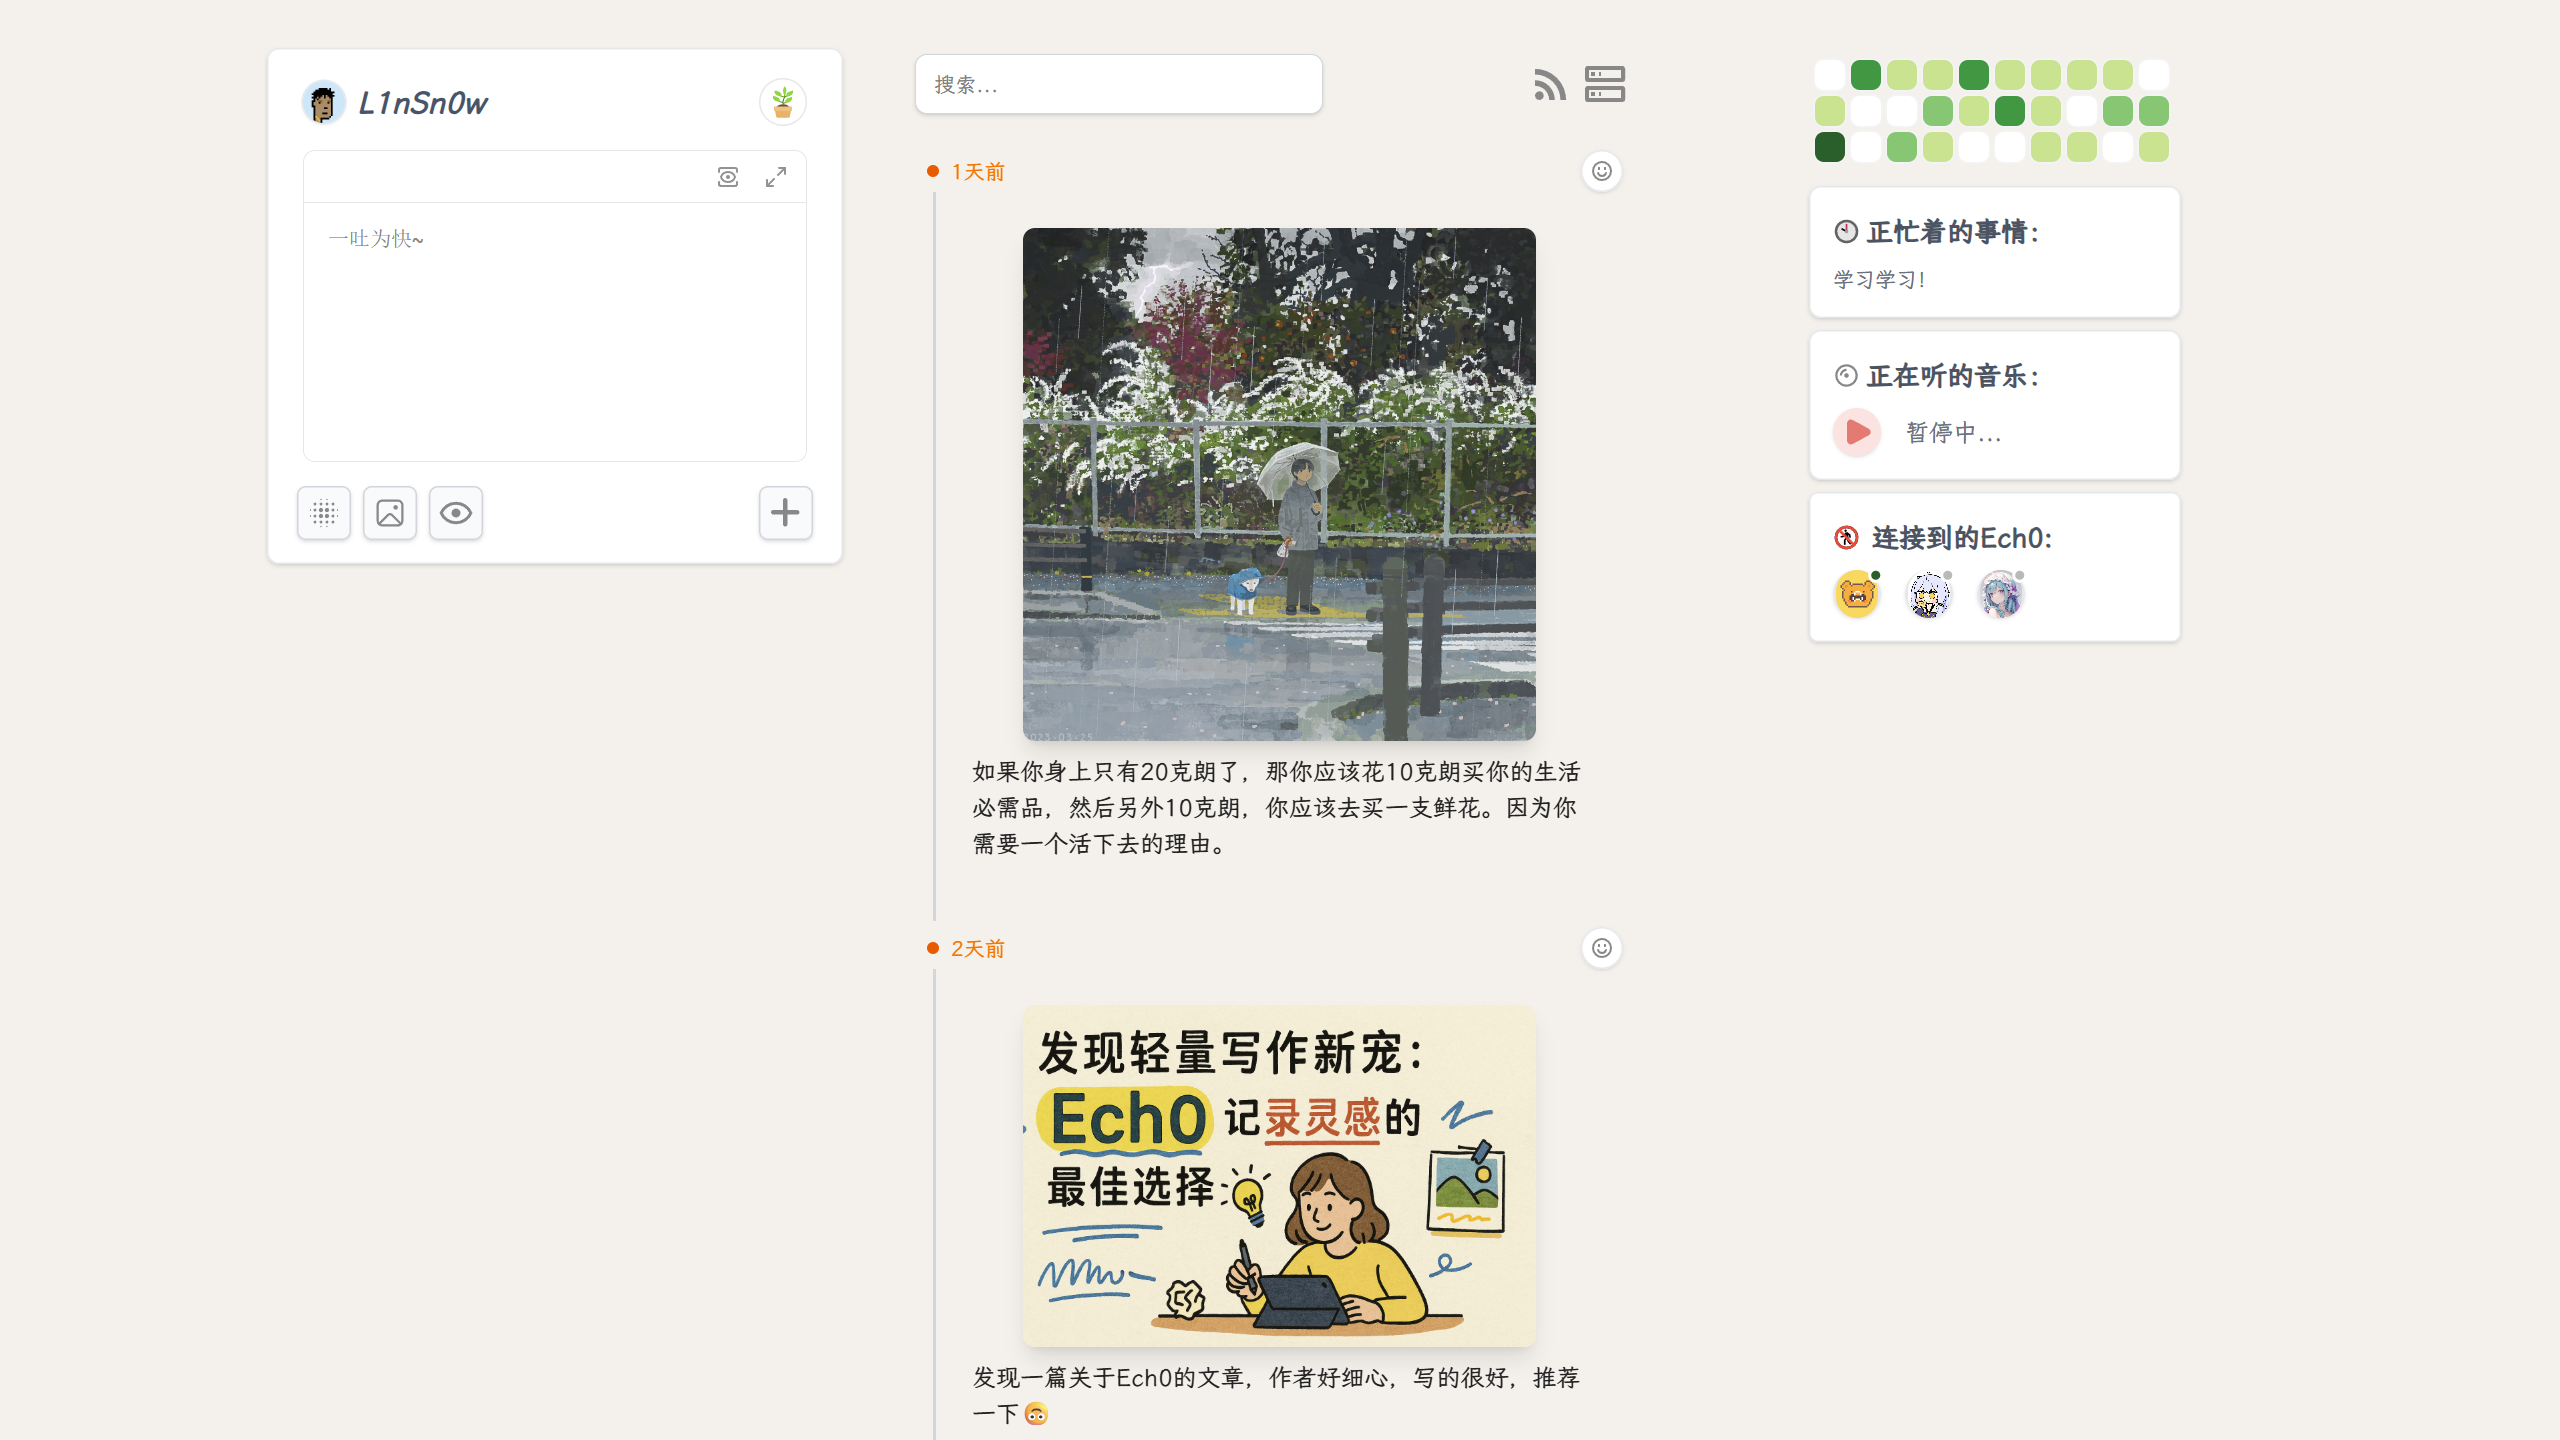 L1nSn0w
一吐为快~
搜索...
1天前
2023-03-25
如果你身上只有20克朗了，那你应该花10克朗买你的生活
必需品，然后另外10克朗，你应该去买一支鲜花。因为你
需要一个活下去的理由。
2天前
发现轻量写作新宠：
Ech0 记录灵感的
最佳选择
发现一篇关于Ech0的文章，作者好细心，写的很好，推荐
一下
正忙着的事情：
学习学习！
正在听的音乐：
暂停中...
连接到的Ech0: